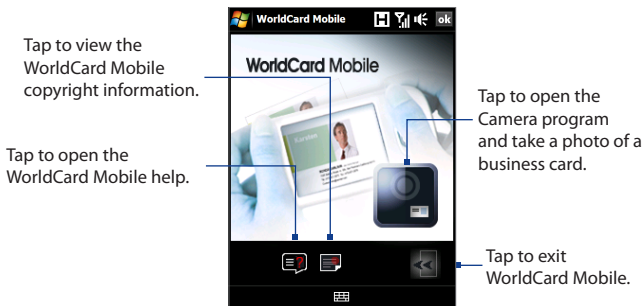 WorldCard Mobile
H
ok
Tap to view the
WorldCard Mobile
copyright information.
WorldCard Mobile
Tap to open the
Camera program
and take a photo of a
business card.
Tap to open the
WorldCard Mobile help.
Tap to exit
WorldCard Mobile.